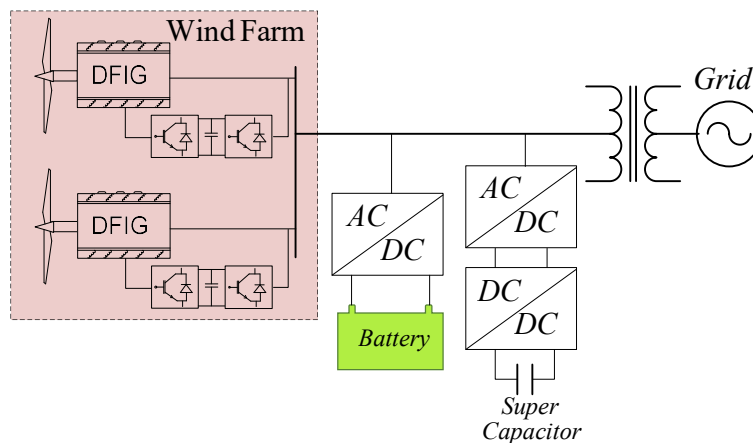 Wind Farm
DFIG
DFIG
Grid
AC
DC
AC
DC
DC
DC
Battery
Super
Capacitor